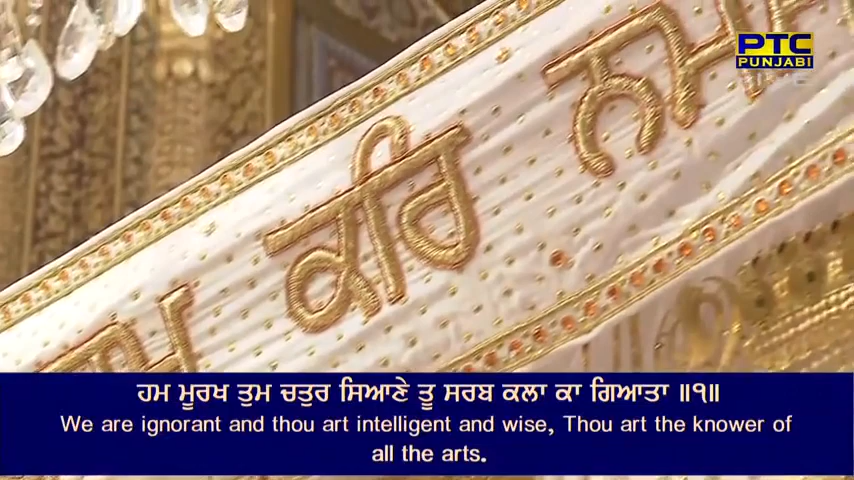 PTC
PUNJABI
ਕੀਰ ਨਮ
ਹਮ ਮੂਰਖ ਤੁਮ ਚਤੁਰ ਸਿਆਣੇ ਤੂ ਸਰਬ ਕਲਾ ਕਾ ਗਿਆਤਾ ॥੧॥
We are ignorant and thou art intelligent and wise, Thou art the knower of
all the arts.